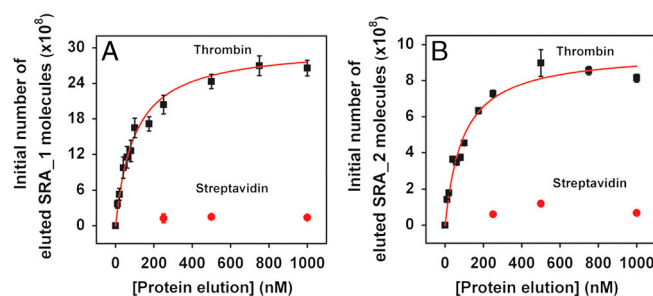 A
Thrombin
Streptavidin
Initial number of
eluted SRA_1 molecules (x10⁸)
30
24
18
12
6
0
0 200 400 600 800 1000
[Protein elution] (nM)
B
Thrombin
Streptavidin
Initial number of
eluted SRA_2 molecules (x10⁸)
10
8
6
4
2
0
0 200 400 600 800 1000
[Protein elution] (nM)